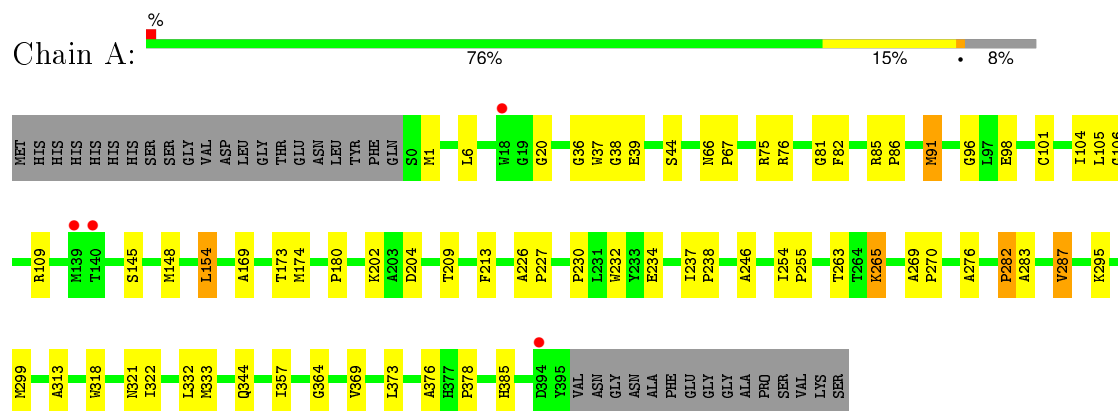 %
Chain A:
76% 15% • 8%
MET HIS HIS HIS HIS HIS HIS SER SER GLY VAL ASP LEU GLY THR GLU ASN LEU TYR PHE GLN S0 M1 L6 W18 G19 G20 G36 W37 G38 E39 S44 N66 P67 R75 R76 G81 F82 R85 P86 M91 G96 L97 E98 C101 I104 L105
R109 M139 T140 S145 M148 L154 A169 T173 M174 P180 K202 A203 D204 T209 F213 A226 P227 P230 L231 W232 Y233 E234 I237 P238 A246 I254 P255 T263 T264 K265 A269 P270 A276 P282 A283 V287 K295
M299 A313 W318 N321 I322 L332 M333 Q344 I357 G364 V369 L373 A376 H377 P378 H385 D394 Y395 VAL ASN GLY ASN ALA PHE GLU GLY GLY ALA PRO SER VAL LYS SER